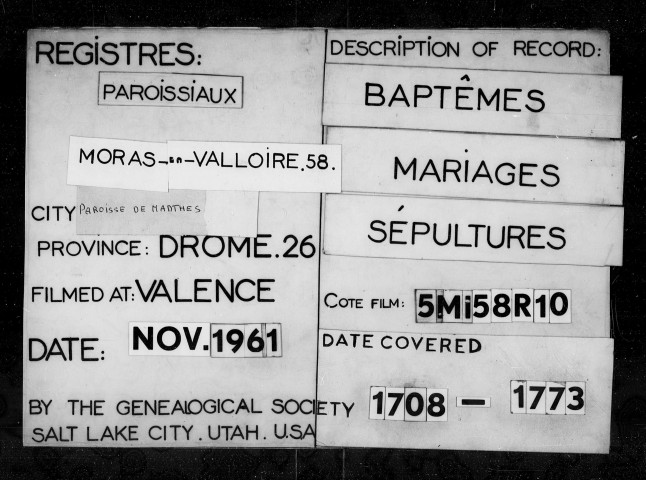 REGISTRES:
PAROISSIAUX
MORAS-en-VALLOIRE.58.
CITY PAROISSE DE MANTHES
PROVINCE: DROME.26
FILMED AT: VALENCE
DATE: NOV. 1961
BY THE GENEALOGICAL SOCIETY
SALT LAKE CITY. UTAH. U.S.A
DESCRIPTION OF RECORD:
BAPTÊMES
MARIAGES
SÉPULTURES
COTE FILM: 5Mi58R10
DATE COVERED
1708 — 1773